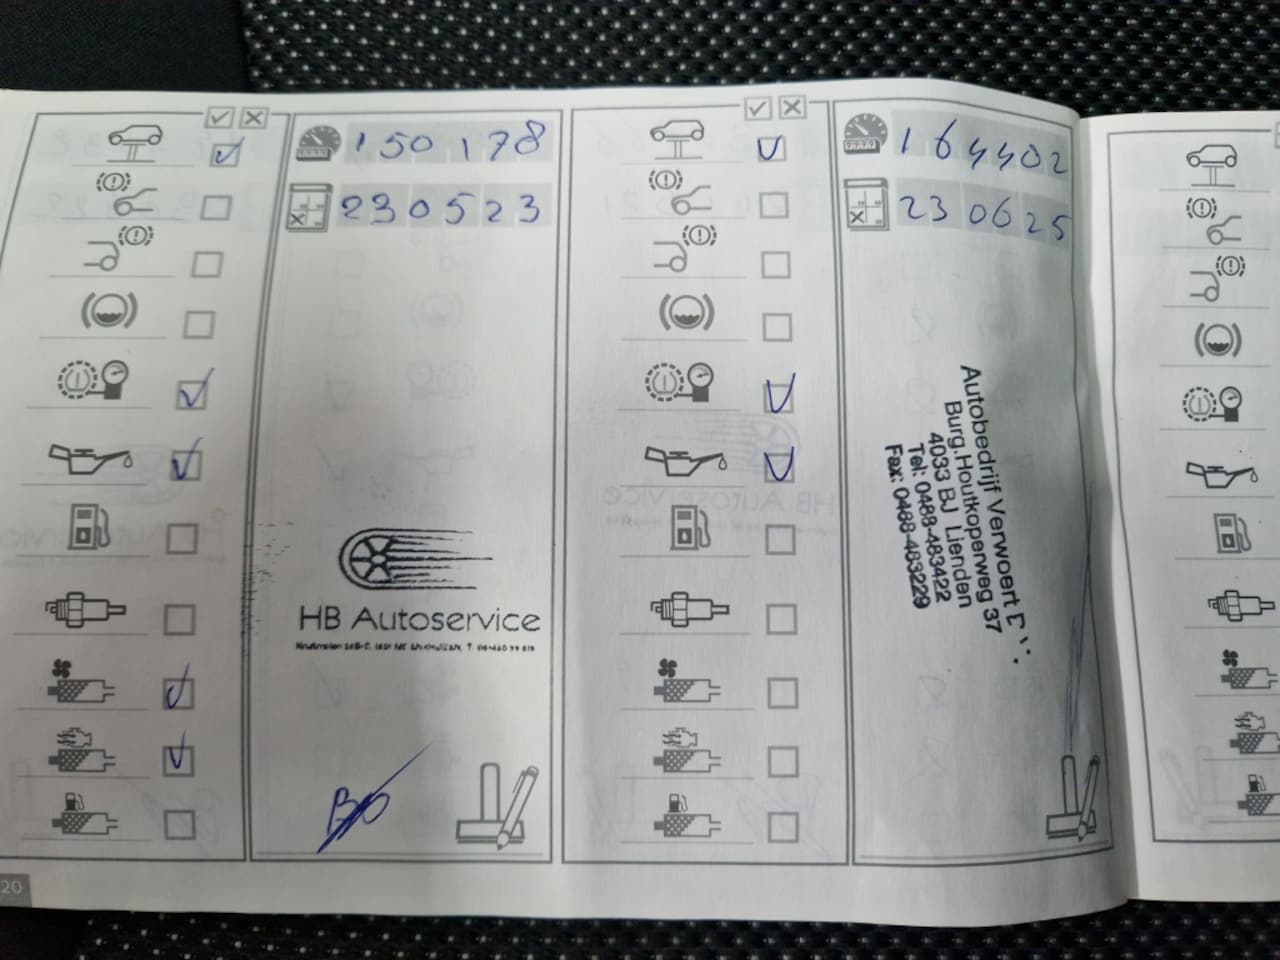 150178
230523
HB Autoservice
20
164402
230625
Autobedrijf Verwoert
Burg.Houtkoperweg 37
4033 BJ Lienden
Tel: 0488-483422
Fax: 0488-483229